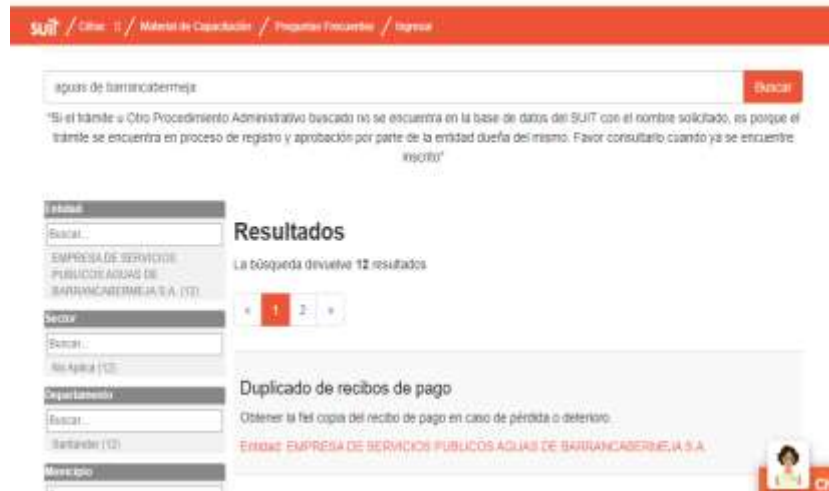 suit / Cifras / Material de Capacitación / Preguntas Frecuentes / Ingresar
aguas de barrancabermeja
Buscar
"Si el trámite u Otro Procedimiento Administrativo buscado no se encuentra en la base de datos del SUIT con el nombre solicitado, es porque el
trámite se encuentra en proceso de registro y aprobación por parte de la entidad dueña del mismo. Favor consultarlo cuando ya se encuentre
inscrito"
Entidad
Buscar...
EMPRESA DE SERVICIOS
PUBLICOS AGUAS DE
BARRANCABERMEJA S.A. (12)
Sector
Buscar...
No Aplica (12)
Departamento
Buscar...
Santander (12)
Municipio
Resultados
La búsqueda devuelve 12 resultados
« 1 2 »
Duplicado de recibos de pago
Obtener la fiel copia del recibo de pago en caso de pérdida o deterioro.
Entidad: EMPRESA DE SERVICIOS PUBLICOS AGUAS DE BARRANCABERMEJA S.A.